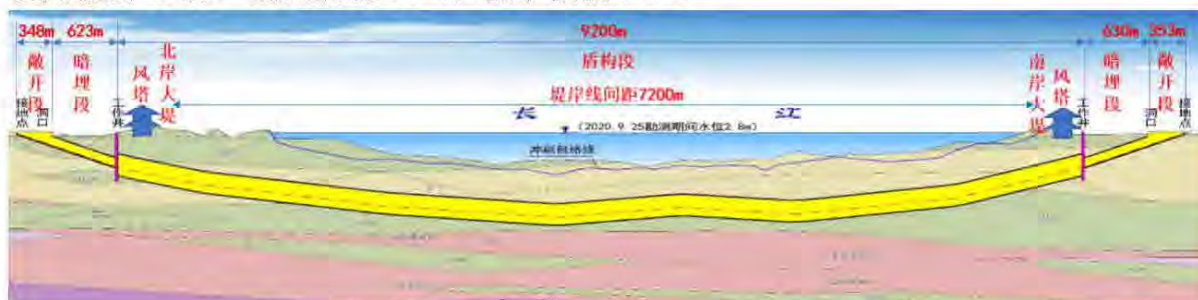 348m 623m 9200m 630m 353m
敞开段 暗埋段 风塔 北岸大堤 盾构段 南岸大堤 风塔 暗埋段 敞开段
堤岸线间距7200m
接地点 洞口 工作井 长 江 工作井 洞口 接地点
(2020.9.25勘测期间水位2.8m)
冲刷包络线